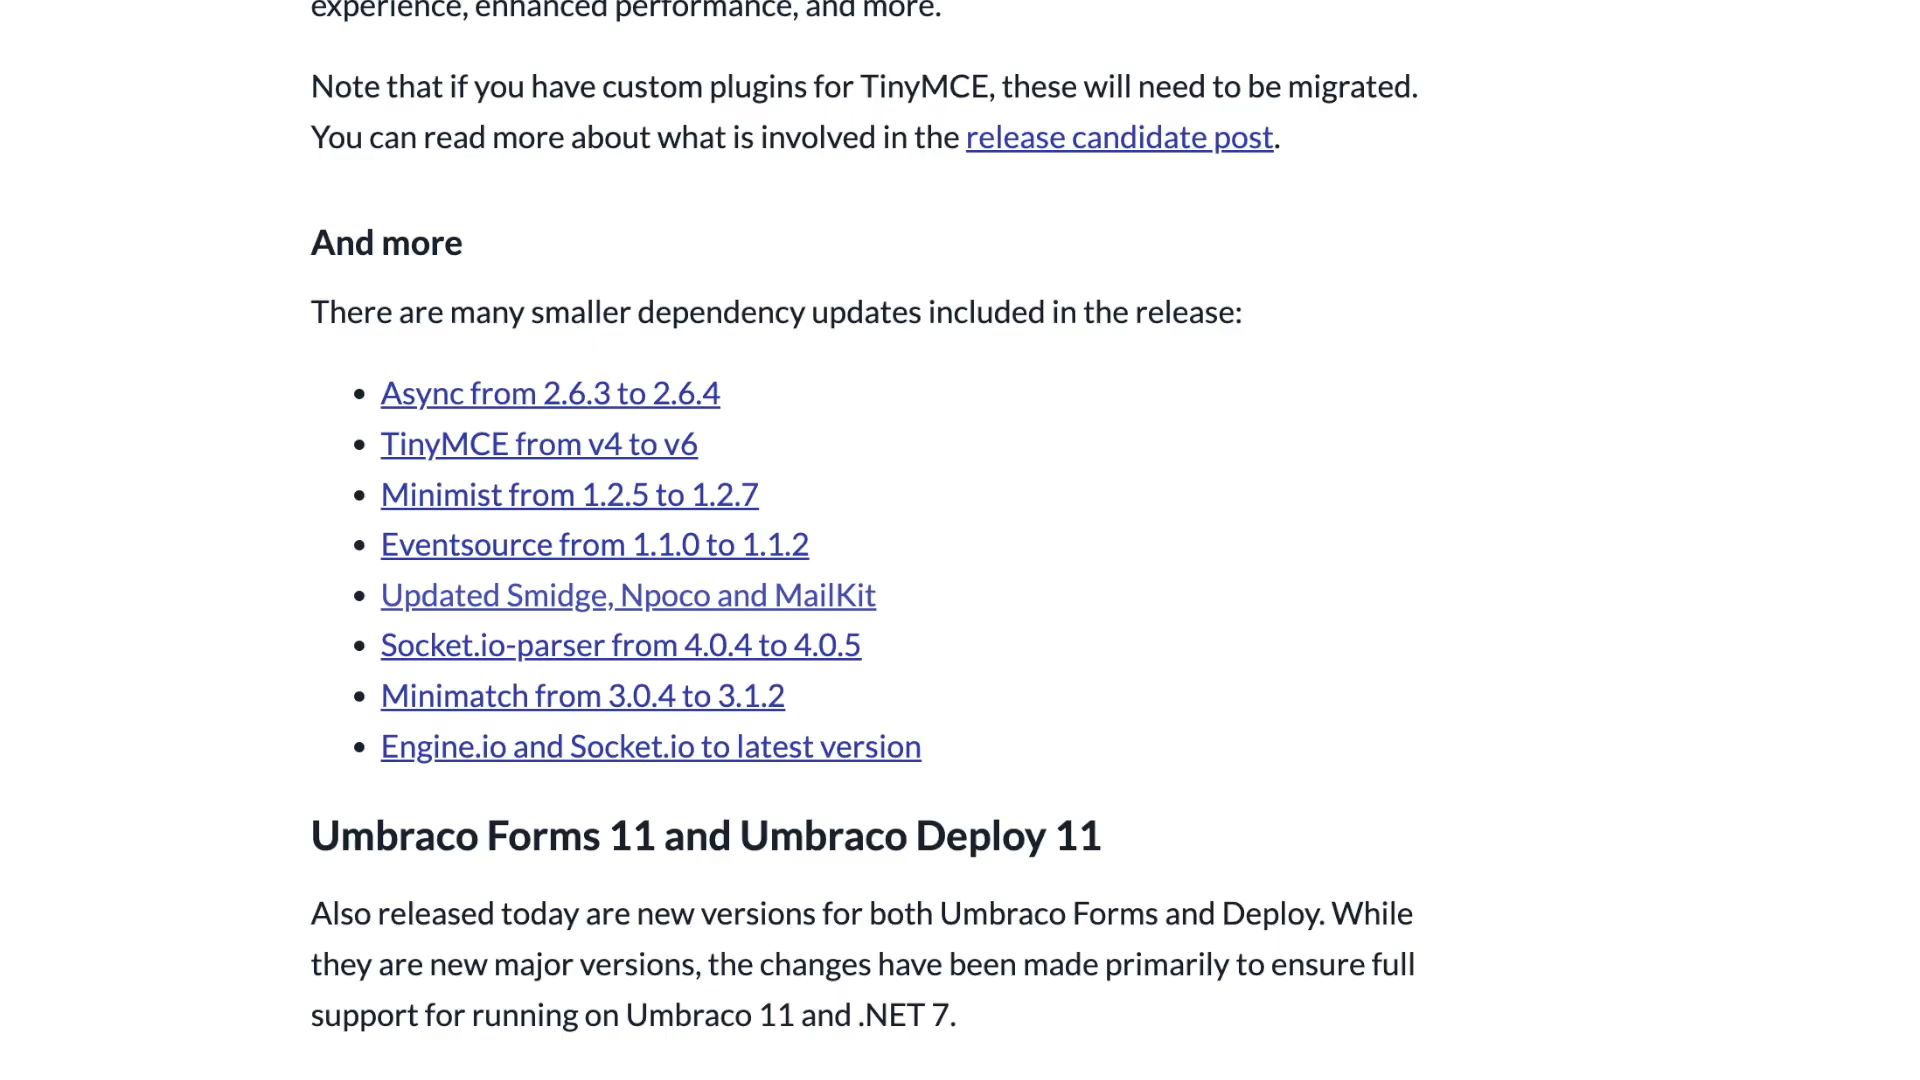 experience, enhanced performance, and more.
Note that if you have custom plugins for TinyMCE, these will need to be migrated.
You can read more about what is involved in the release candidate post.
And more
There are many smaller dependency updates included in the release:
• Async from 2.6.3 to 2.6.4
• TinyMCE from v4 to v6
• Minimist from 1.2.5 to 1.2.7
• Eventsource from 1.1.0 to 1.1.2
• Updated Smidge, Npoco and MailKit
• Socket.io-parser from 4.0.4 to 4.0.5
• Minimatch from 3.0.4 to 3.1.2
• Engine.io and Socket.io to latest version
Umbraco Forms 11 and Umbraco Deploy 11
Also released today are new versions for both Umbraco Forms and Deploy. While
they are new major versions, the changes have been made primarily to ensure full
support for running on Umbraco 11 and .NET 7.